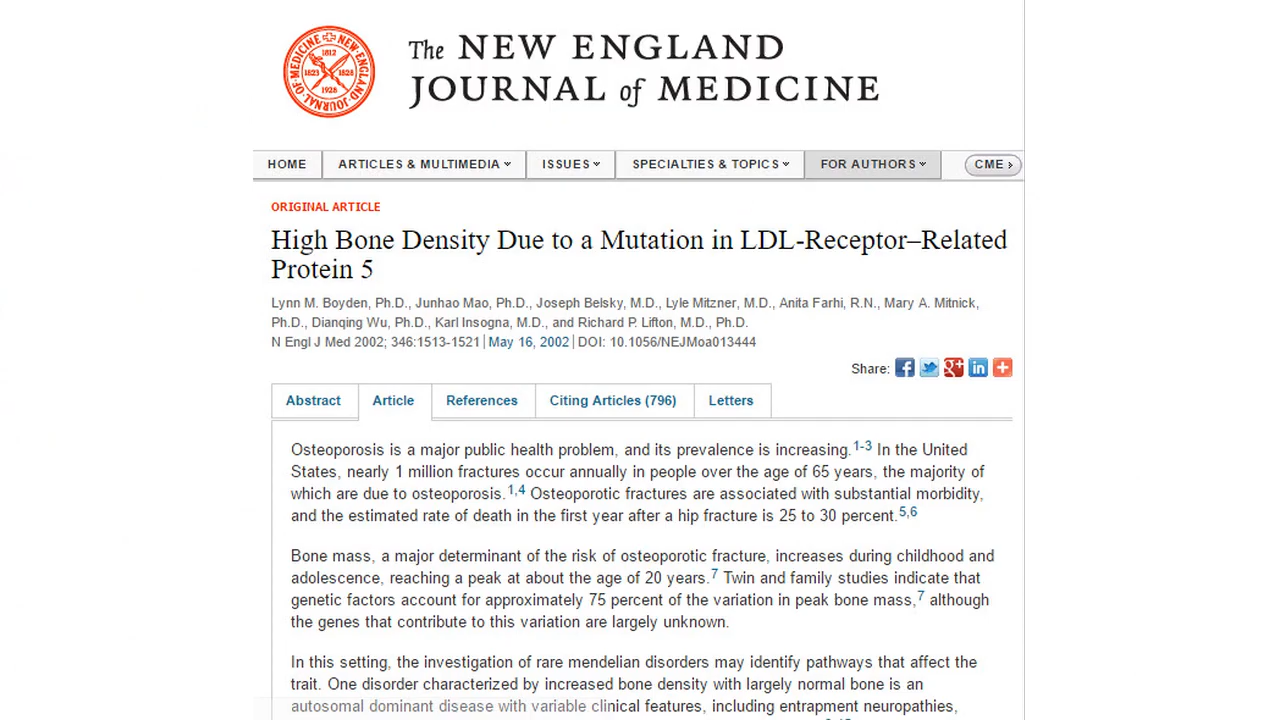 MEDICINE NEW ENGLAND JOURNAL OF
1812
1823 1828
1928
The NEW ENGLAND
JOURNAL of MEDICINE
HOME ARTICLES & MULTIMEDIA ISSUES SPECIALTIES & TOPICS FOR AUTHORS CME
ORIGINAL ARTICLE
High Bone Density Due to a Mutation in LDL-Receptor–Related
Protein 5
Lynn M. Boyden, Ph.D., Junhao Mao, Ph.D., Joseph Belsky, M.D., Lyle Mitzner, M.D., Anita Farhi, R.N., Mary A. Mitnick,
Ph.D., Dianqing Wu, Ph.D., Karl Insogna, M.D., and Richard P. Lifton, M.D., Ph.D.
N Engl J Med 2002; 346:1513-1521 | May 16, 2002 | DOI: 10.1056/NEJMoa013444
Share:
Abstract Article References Citing Articles (796) Letters
Osteoporosis is a major public health problem, and its prevalence is increasing.1-3 In the United
States, nearly 1 million fractures occur annually in people over the age of 65 years, the majority of
which are due to osteoporosis.1,4 Osteoporotic fractures are associated with substantial morbidity,
and the estimated rate of death in the first year after a hip fracture is 25 to 30 percent.5,6
Bone mass, a major determinant of the risk of osteoporotic fracture, increases during childhood and
adolescence, reaching a peak at about the age of 20 years.7 Twin and family studies indicate that
genetic factors account for approximately 75 percent of the variation in peak bone mass,7 although
the genes that contribute to this variation are largely unknown.
In this setting, the investigation of rare mendelian disorders may identify pathways that affect the
trait. One disorder characterized by increased bone density with largely normal bone is an
autosomal dominant disease with variable clinical features, including entrapment neuropathies,